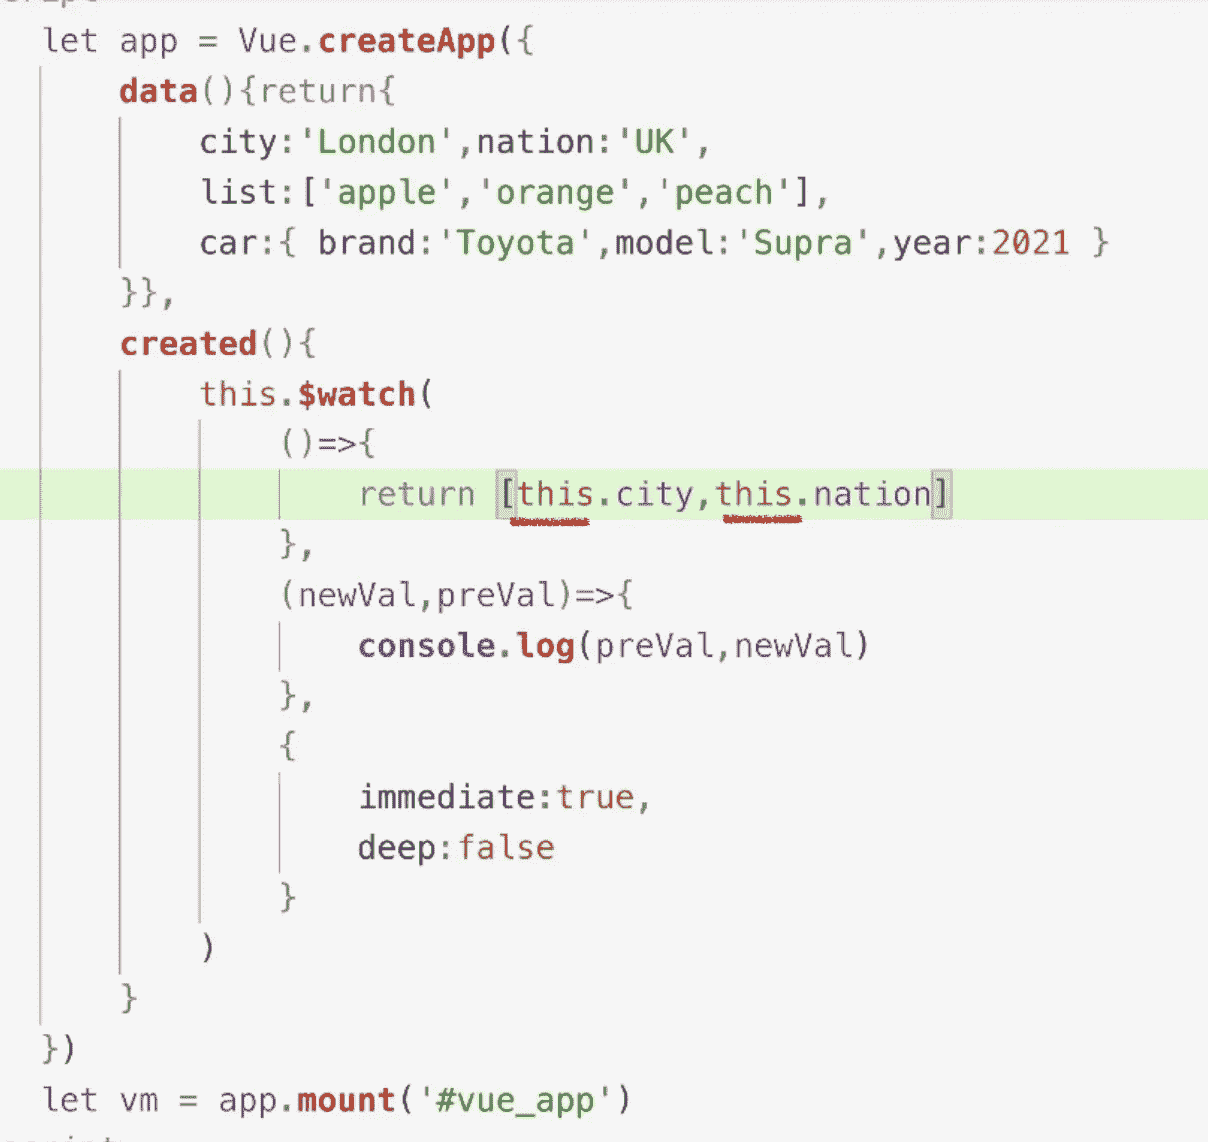 let app = Vue.createApp({
data(){return{
city:'London',nation:'UK',
list:['apple','orange','peach'],
car:{ brand:'Toyota',model:'Supra',year:2021 }
}},
created(){
this.$watch(
()=>{
return [this.city,this.nation]
},
(newVal,preVal)=>{
console.log(preVal,newVal)
},
{
immediate:true,
deep:false
}
)
}
})
let vm = app.mount('#vue_app')